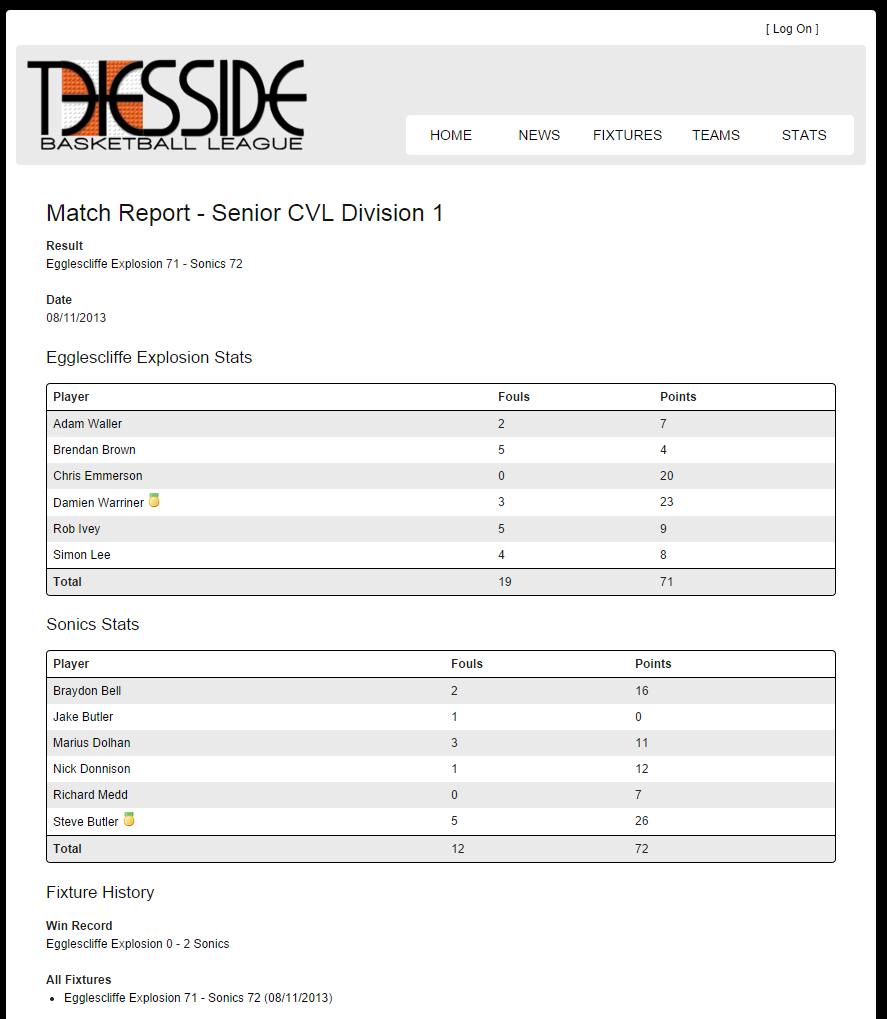 [ Log On ]
TEESSIDE
BASKETBALL LEAGUE
HOME NEWS FIXTURES TEAMS STATS
Match Report - Senior CVL Division 1
Result
Egglescliffe Explosion 71 - Sonics 72
Date
08/11/2013
Egglescliffe Explosion Stats
Player Fouls Points
Adam Waller 2 7
Brendan Brown 5 4
Chris Emmerson 0 20
Damien Warriner 3 23
Rob Ivey 5 9
Simon Lee 4 8
Total 19 71
Sonics Stats
Player Fouls Points
Braydon Bell 2 16
Jake Butler 1 0
Marius Dolhan 3 11
Nick Donnison 1 12
Richard Medd 0 7
Steve Butler 5 26
Total 12 72
Fixture History
Win Record
Egglescliffe Explosion 0 - 2 Sonics
All Fixtures
• Egglescliffe Explosion 71 - Sonics 72 (08/11/2013)